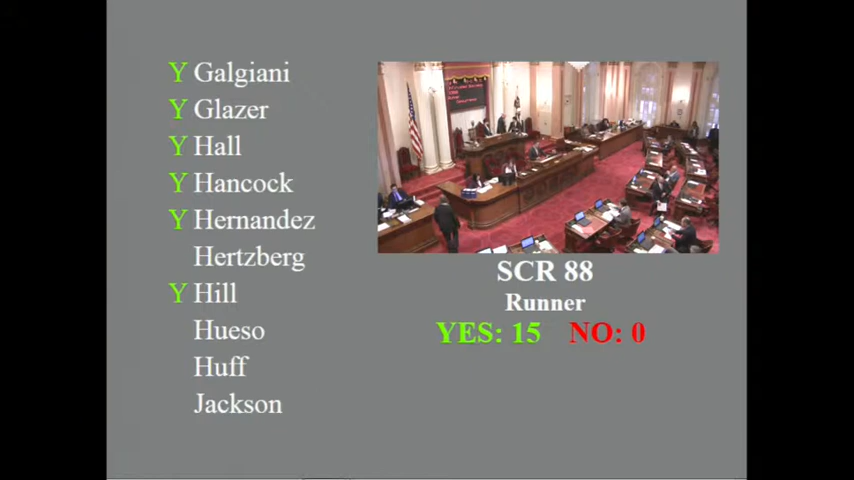 Y Galgiani
Y Glazer
Y Hall
Y Hancock
Y Hernandez
Hertzberg
Y Hill
Hueso
Huff
Jackson
SCR 88
Runner
YES: 15 NO: 0